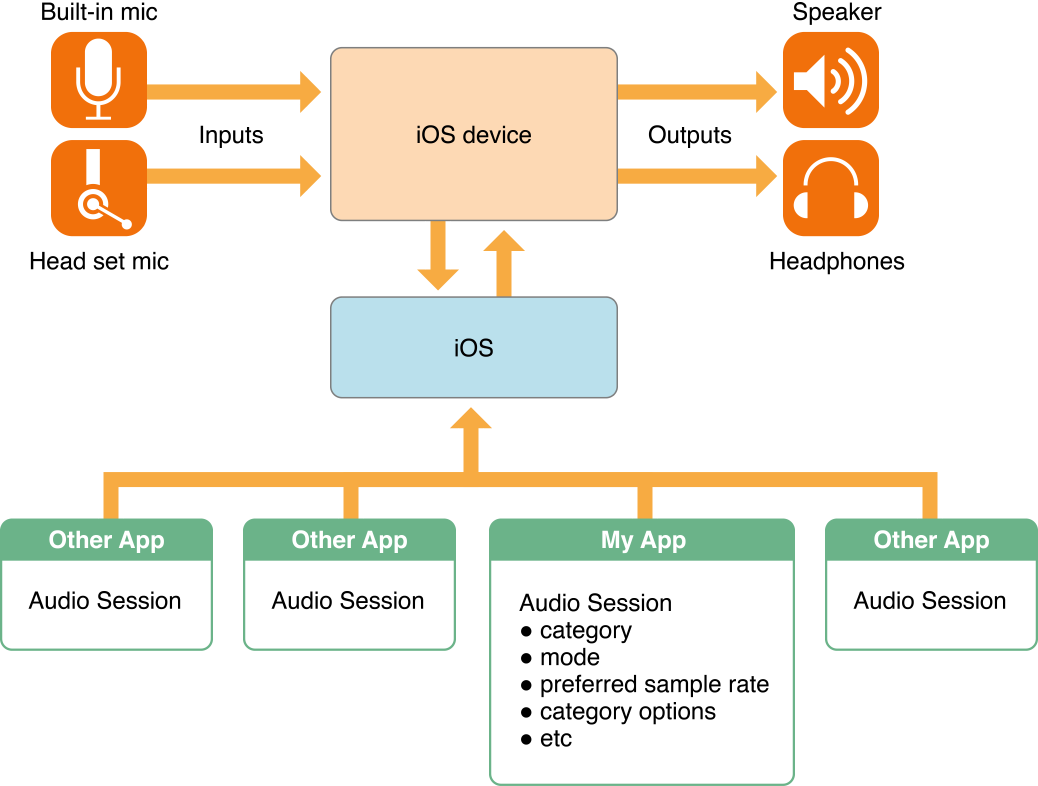 Built-in mic
Speaker
Inputs
iOS device
Outputs
Head set mic
Headphones
iOS
Other App
Audio Session
Other App
Audio Session
My App
Audio Session
● category
● mode
● preferred sample rate
● category options
● etc
Other App
Audio Session